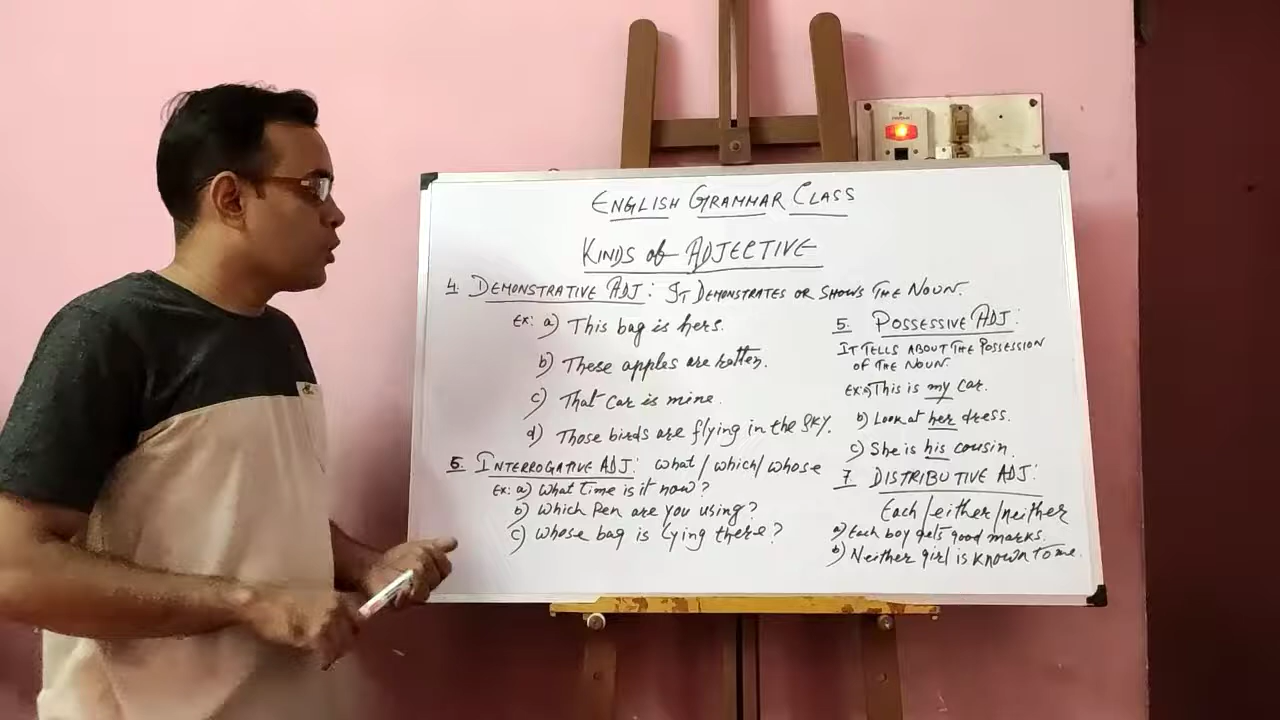 ENGLISH GRAMMAR CLASS
KINDS of ADJECTIVE
4. DEMONSTRATIVE ADJ: IT DEMONSTRATES OR SHOWS THE NOUN.
Ex: a) This bag is hers.
b) These apples are rotten.
c) That car is mine.
d) Those birds are flying in the sky.
5. POSSESSIVE ADJ:
IT TELLS ABOUT THE POSSESSION
OF THE NOUN.
Ex: a) This is my car.
b) Look at her dress.
c) She is his cousin.
6. INTERROGATIVE ADJ: what/which/whose
Ex: a) What time is it now?
b) Which Pen are you using?
c) Whose bag is lying there?
7. DISTRIBUTIVE ADJ:
Each/either/neither
a) Each boy gets good marks.
b) Neither girl is known to me.